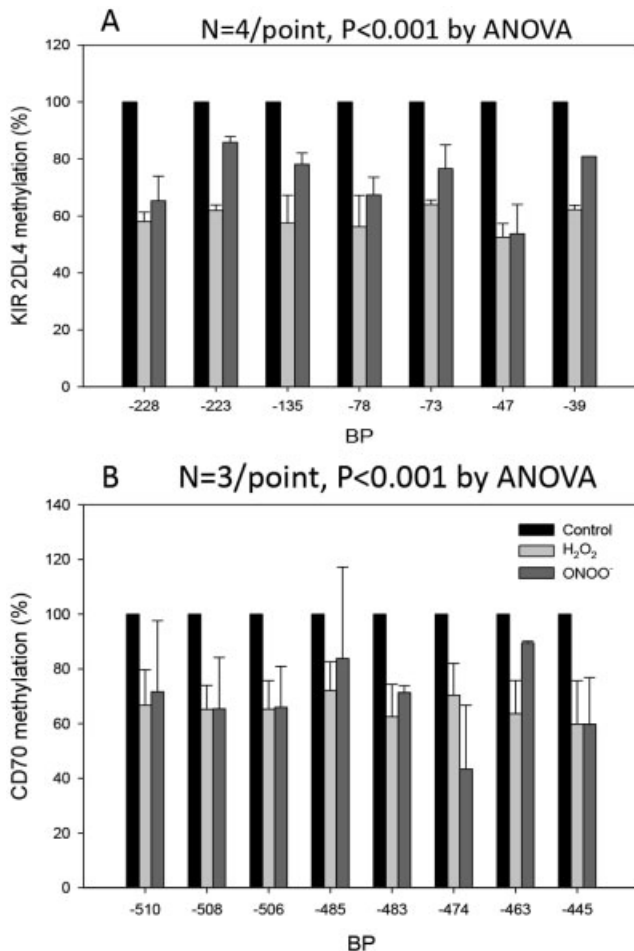 A
N=4/point, P<0.001 by ANOVA
KIR 2DL4 methylation (%)
120
100
80
60
40
20
0
-228 -223 -135 -78 -73 -47 -39
BP
B
N=3/point, P<0.001 by ANOVA
CD70 methylation (%)
140
120
100
80
60
40
20
0
Control
H₂O₂
ONOO⁻
-510 -508 -506 -485 -483 -474 -463 -445
BP